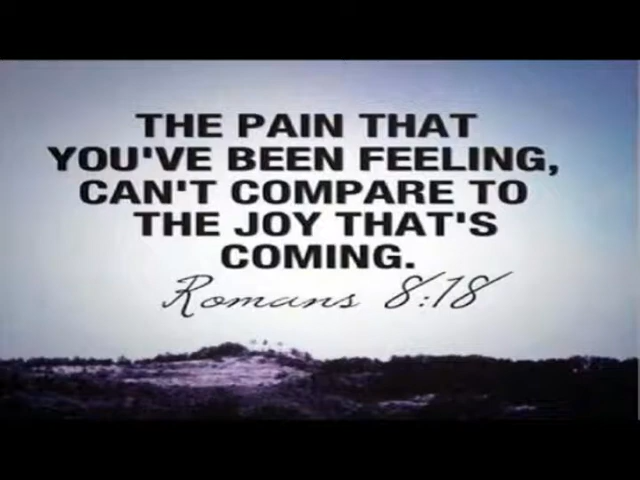 THE PAIN THAT
YOU'VE BEEN FEELING,
CAN'T COMPARE TO
THE JOY THAT'S
COMING.
Romans 8:18